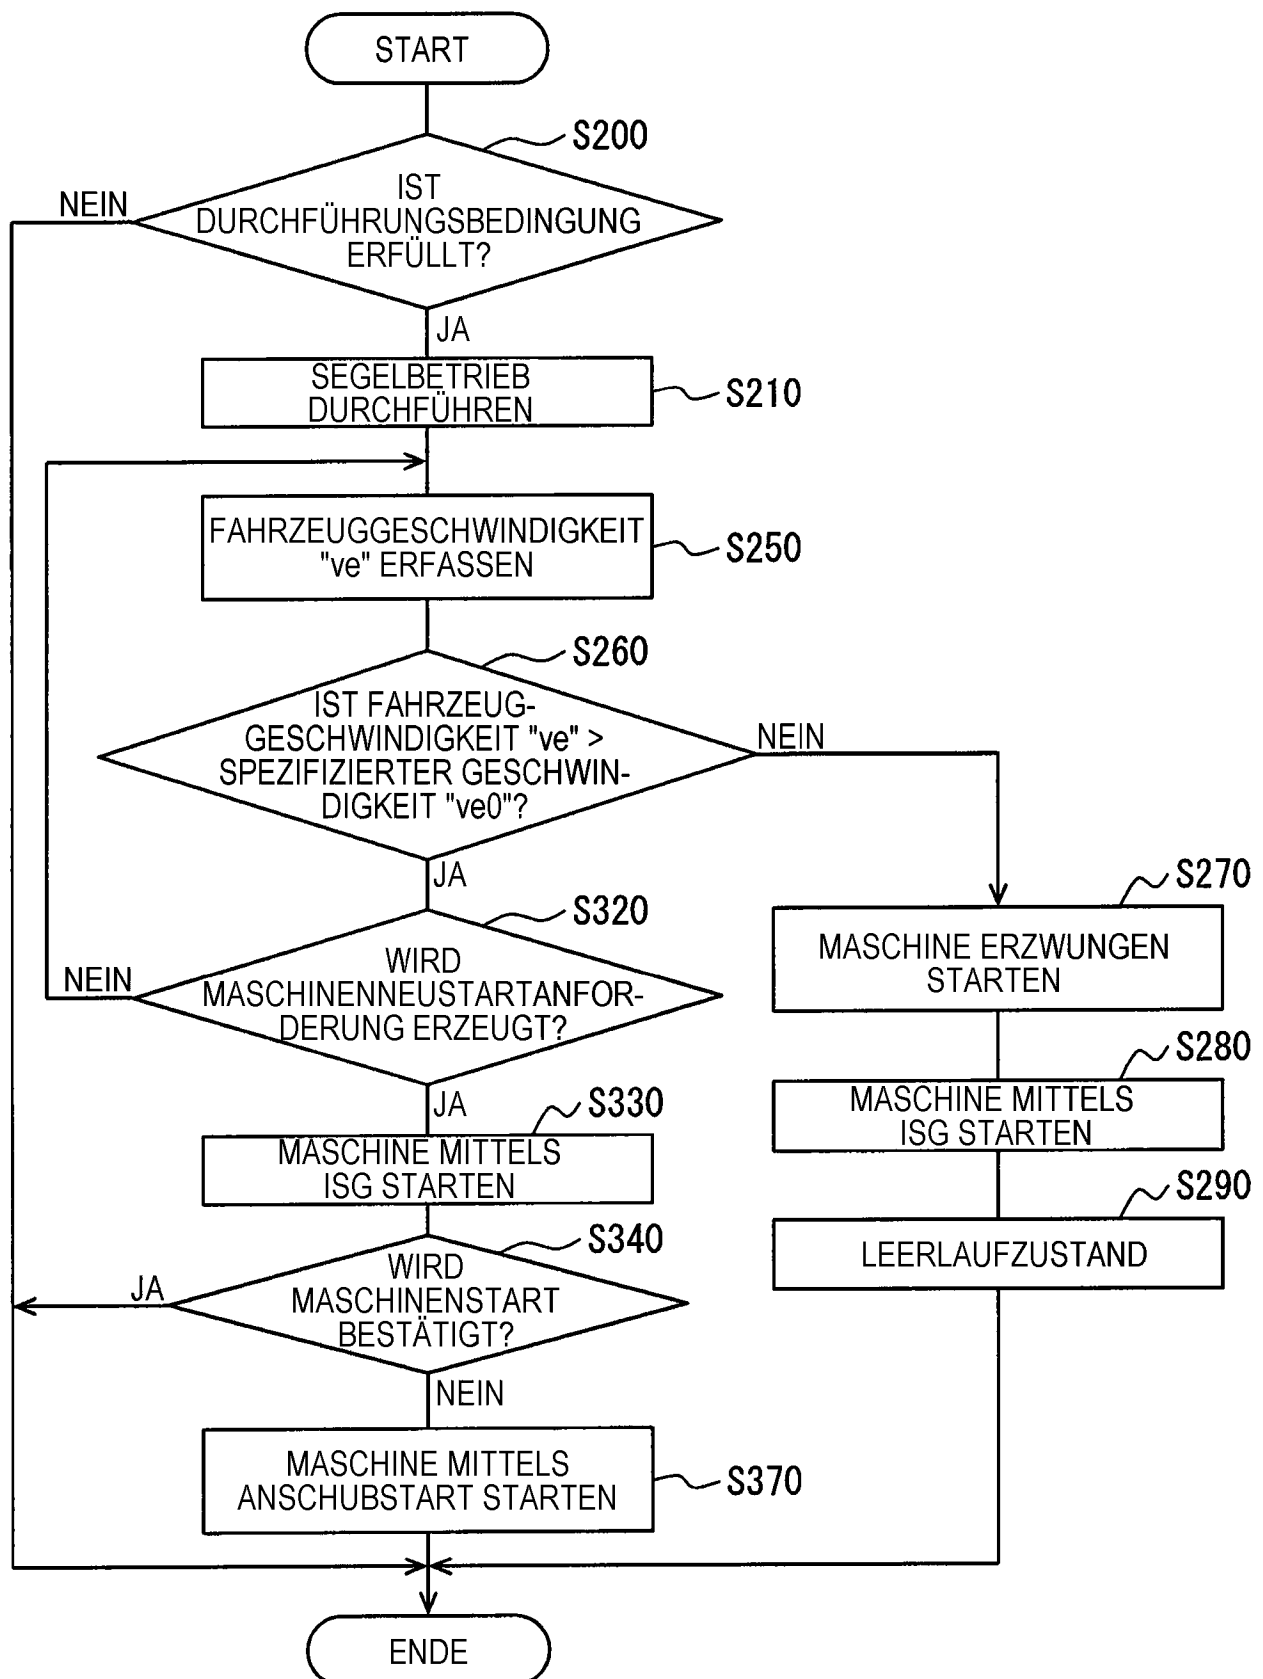 START
S200
NEIN
IST
DURCHFÜHRUNGSBEDINGUNG
ERFÜLLT?
JA
SEGELBETRIEB
DURCHFÜHREN
S210
FAHRZEUGGESCHWINDIGKEIT
"ve" ERFASSEN
S250
S260
IST FAHRZEUG-
GESCHWINDIGKEIT "ve" >
SPEZIFIZIERTER GESCHWIN-
DIGKEIT "ve0"?
NEIN
JA
S270
MASCHINE ERZWUNGEN
STARTEN
S320
NEIN
WIRD
MASCHINENNEUSTARTANFOR-
DERUNG ERZEUGT?
JA
S280
MASCHINE MITTELS
ISG STARTEN
S330
MASCHINE MITTELS
ISG STARTEN
S290
LEERLAUFZUSTAND
S340
JA
WIRD
MASCHINENSTART
BESTÄTIGT?
NEIN
MASCHINE MITTELS
ANSCHUBSTART STARTEN
S370
ENDE